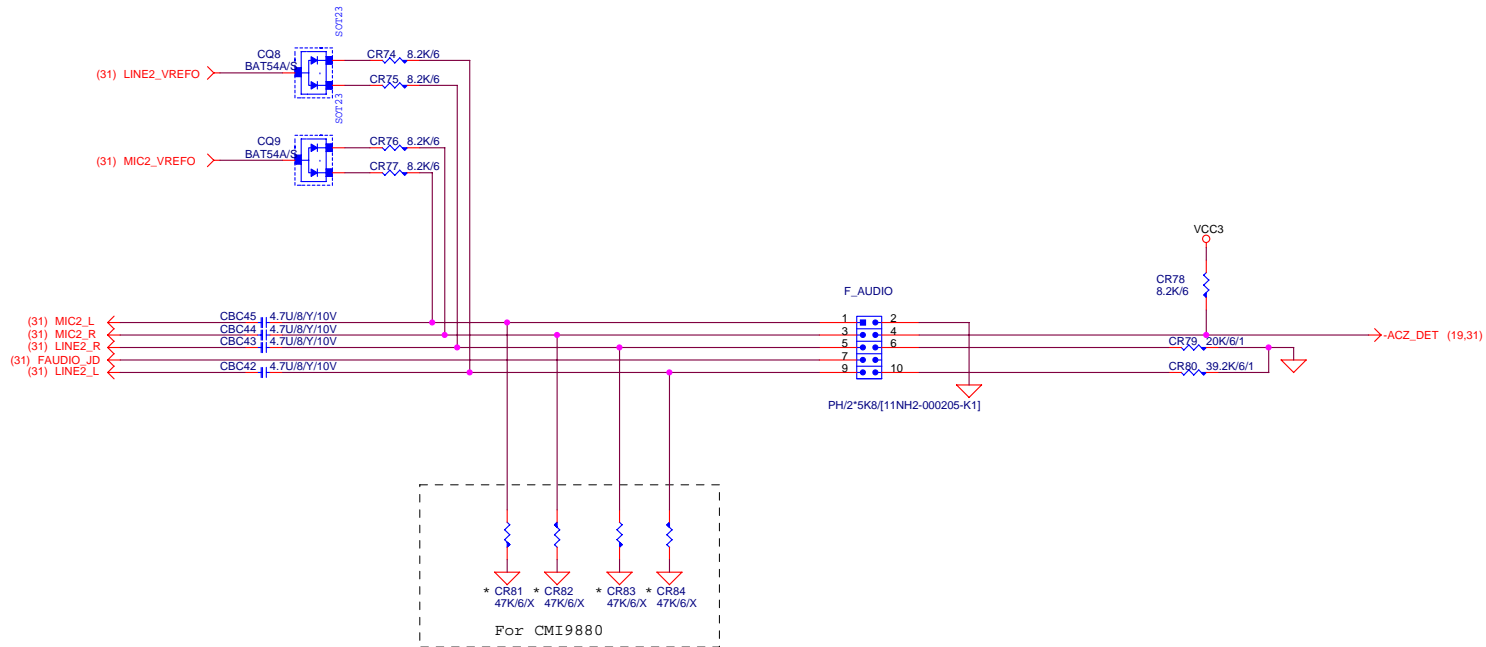 SOT23
CQ8
BAT54A/S
(31) LINE2_VREFO
CR74 8.2K/6
CR75 8.2K/6
SOT23
CQ9
BAT54A/S
(31) MIC2_VREFO
CR76 8.2K/6
CR77 8.2K/6
VCC3
CR78
8.2K/6
F_AUDIO
(31) MIC2_L
CBC45 4.7U/8/Y/10V
1 2
(31) MIC2_R
CBC44 4.7U/8/Y/10V
3 4
-ACZ_DET (19,31)
(31) LINE2_R
CBC43 4.7U/8/Y/10V
5 6
CR79 20K/6/1
(31) FAUDIO_JD
7
(31) LINE2_L
CBC42 4.7U/8/Y/10V
9 10
CR80 39.2K/6/1
PH/2*5K8/[11NH2-000205-K1]
* CR81
47K/6/X
* CR82
47K/6/X
* CR83
47K/6/X
* CR84
47K/6/X
For CMI9880